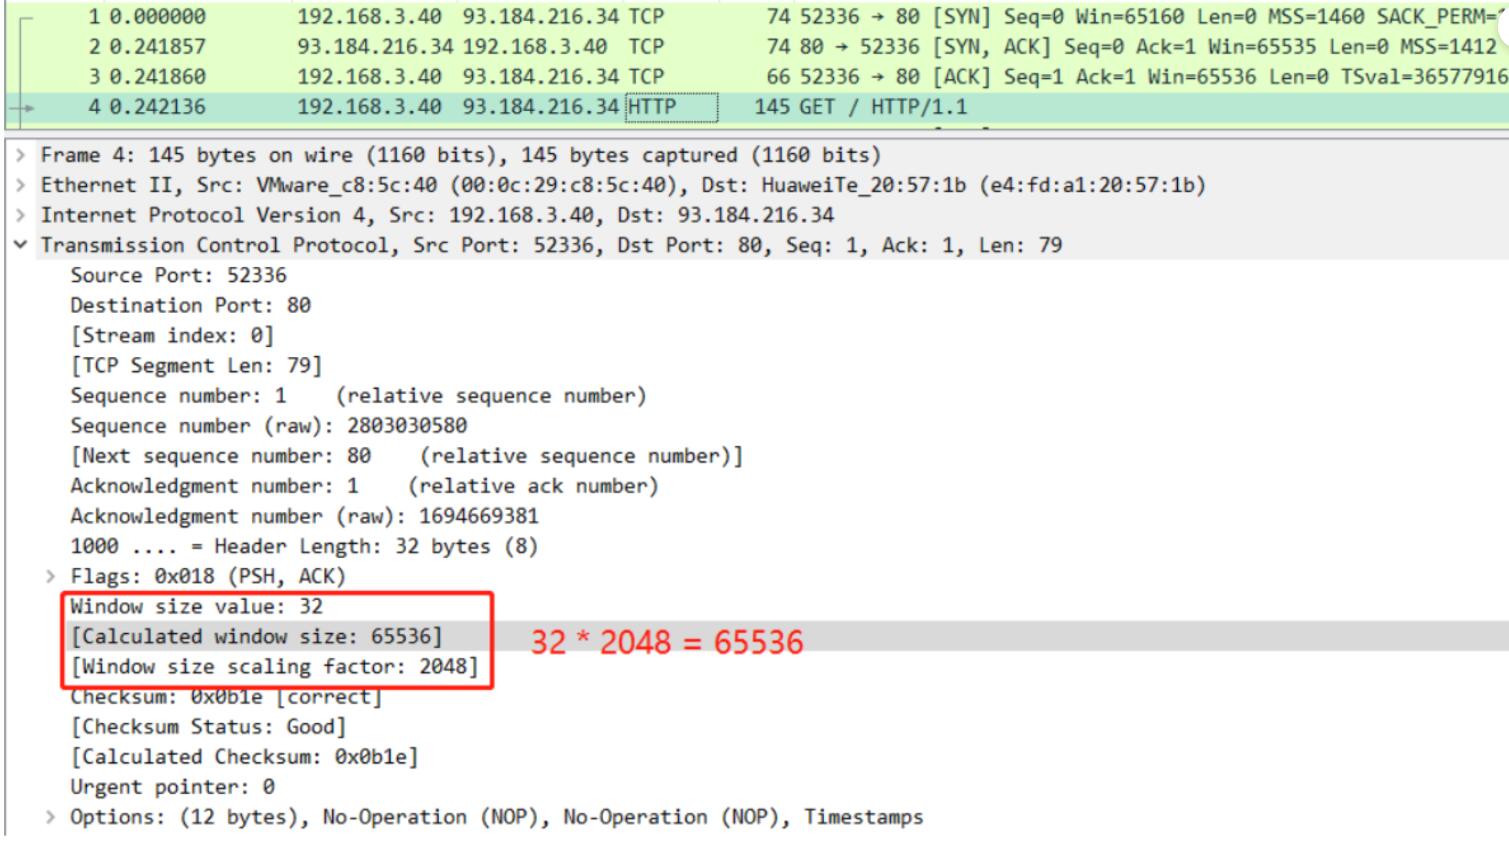 1 0.000000 192.168.3.40 93.184.216.34 TCP 74 52336 → 80 [SYN] Seq=0 Win=65160 Len=0 MSS=1460 SACK_PERM=
2 0.241857 93.184.216.34 192.168.3.40 TCP 74 80 → 52336 [SYN, ACK] Seq=0 Ack=1 Win=65535 Len=0 MSS=1412
3 0.241860 192.168.3.40 93.184.216.34 TCP 66 52336 → 80 [ACK] Seq=1 Ack=1 Win=65536 Len=0 TSval=36577916
4 0.242136 192.168.3.40 93.184.216.34 HTTP 145 GET / HTTP/1.1
Frame 4: 145 bytes on wire (1160 bits), 145 bytes captured (1160 bits)
Ethernet II, Src: VMware_c8:5c:40 (00:0c:29:c8:5c:40), Dst: HuaweiTe_20:57:1b (e4:fd:a1:20:57:1b)
Internet Protocol Version 4, Src: 192.168.3.40, Dst: 93.184.216.34
Transmission Control Protocol, Src Port: 52336, Dst Port: 80, Seq: 1, Ack: 1, Len: 79
Source Port: 52336
Destination Port: 80
[Stream index: 0]
[TCP Segment Len: 79]
Sequence number: 1 (relative sequence number)
Sequence number (raw): 2803030580
[Next sequence number: 80 (relative sequence number)]
Acknowledgment number: 1 (relative ack number)
Acknowledgment number (raw): 1694669381
1000 .... = Header Length: 32 bytes (8)
Flags: 0x018 (PSH, ACK)
Window size value: 32
[Calculated window size: 65536] 32 * 2048 = 65536
[Window size scaling factor: 2048]
Checksum: 0x0b1e [correct]
[Checksum Status: Good]
[Calculated Checksum: 0x0b1e]
Urgent pointer: 0
Options: (12 bytes), No-Operation (NOP), No-Operation (NOP), Timestamps